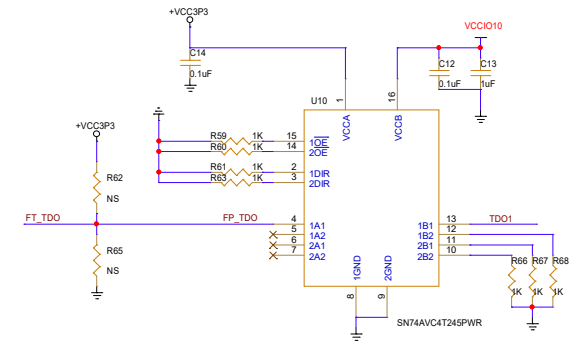 +VCC3P3
VCCIO10
C14
0.1uF
C12
0.1uF
C13
1uF
U10
1
16
VCCA
VCCB
+VCC3P3
R59 1K 15 1OE
R60 1K 14 2OE
R61 1K 2 1DIR
R63 1K 3 2DIR
R62
NS
FT_TDO FP_TDO 4 1A1 1B1 13 TDO1
5 1A2 1B2 12
6 2A1 2B1 11
7 2A2 2B2 10
R65
NS
R66 R67 R68
1K 1K 1K
1GND
2GND
8
9
SN74AVC4T245PWR